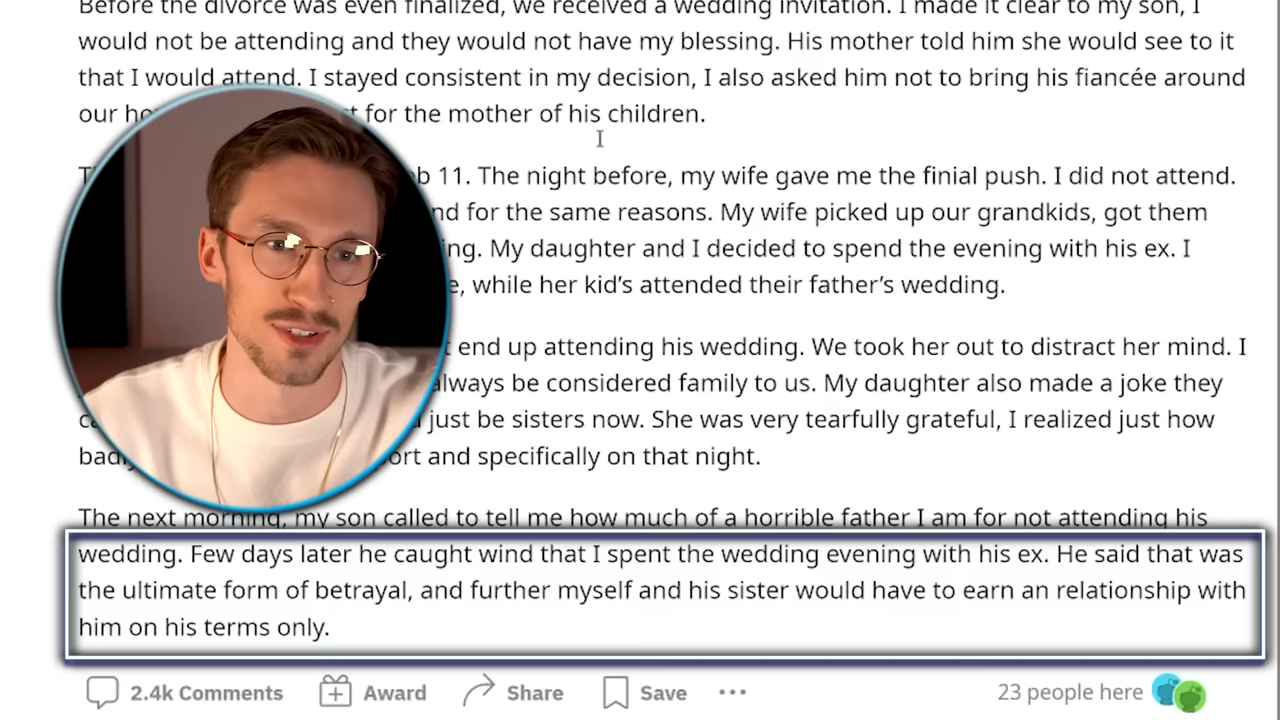 Before the divorce was even finalized, we received a wedding invitation. I made it clear to my son, I
would not be attending and they would not have my blessing. His mother told him she would see to it
that I would attend. I stayed consistent in my decision, I also asked him not to bring his fiancée around
our for the mother of his children.
11. The night before, my wife gave me the finial push. I did not attend.
for the same reasons. My wife picked up our grandkids, got them
My daughter and I decided to spend the evening with his ex. I
while her kid’s attended their father’s wedding.
end up attending his wedding. We took her out to distract her mind. I
always be considered family to us. My daughter also made a joke they
just be sisters now. She was very tearfully grateful, I realized just how
and specifically on that night.
The next morning, my son called to tell me how much of a horrible father I am for not attending his
wedding. Few days later he caught wind that I spent the wedding evening with his ex. He said that was
the ultimate form of betrayal, and further myself and his sister would have to earn an relationship with
him on his terms only.
2.4k Comments Award Share Save ••• 23 people here